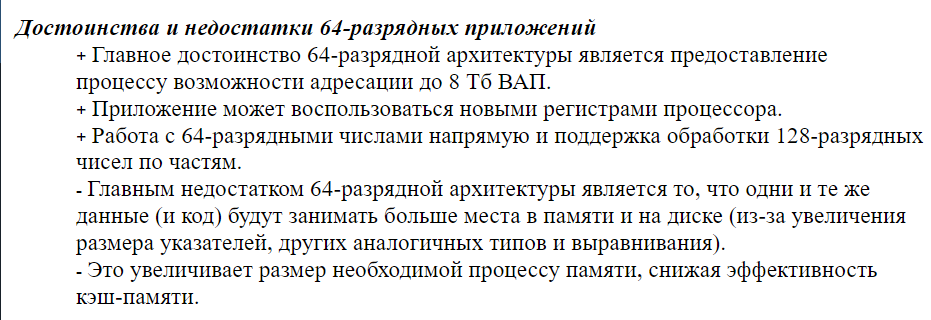 Достоинства и недостатки 64-разрядных приложений
+ Главное достоинство 64-разрядной архитектуры является предоставление
процессу возможности адресации до 8 Тб ВАП.
+ Приложение может воспользоваться новыми регистрами процессора.
+ Работа с 64-разрядными числами напрямую и поддержка обработки 128-разрядных
чисел по частям.
- Главным недостатком 64-разрядной архитектуры является то, что одни и те же
данные (и код) будут занимать больше места в памяти и на диске (из-за увеличения
размера указателей, других аналогичных типов и выравнивания).
- Это увеличивает размер необходимой процессу памяти, снижая эффективность
кэш-памяти.